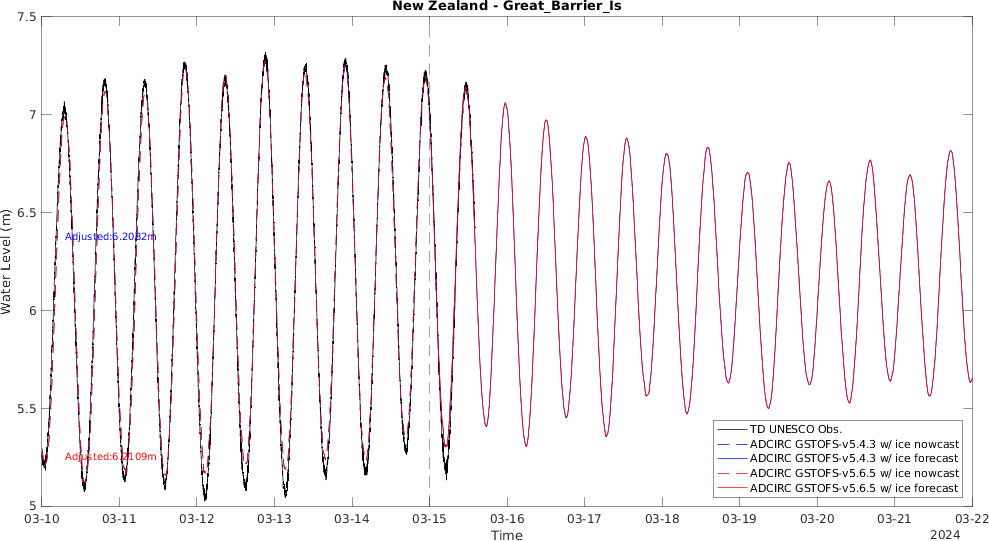 New Zealand - Great_Barrier_Is
7.5
7
6.5
6
5.5
5
Water Level (m)
Adjusted:6.2082m
Adjusted:6.2109m
TD UNESCO Obs.
ADCIRC GSTOFS-v5.4.3 w/ ice nowcast
ADCIRC GSTOFS-v5.4.3 w/ ice forecast
ADCIRC GSTOFS-v5.6.5 w/ ice nowcast
ADCIRC GSTOFS-v5.6.5 w/ ice forecast
03-10 03-11 03-12 03-13 03-14 03-15 03-16 03-17 03-18 03-19 03-20 03-21 03-22
Time
2024